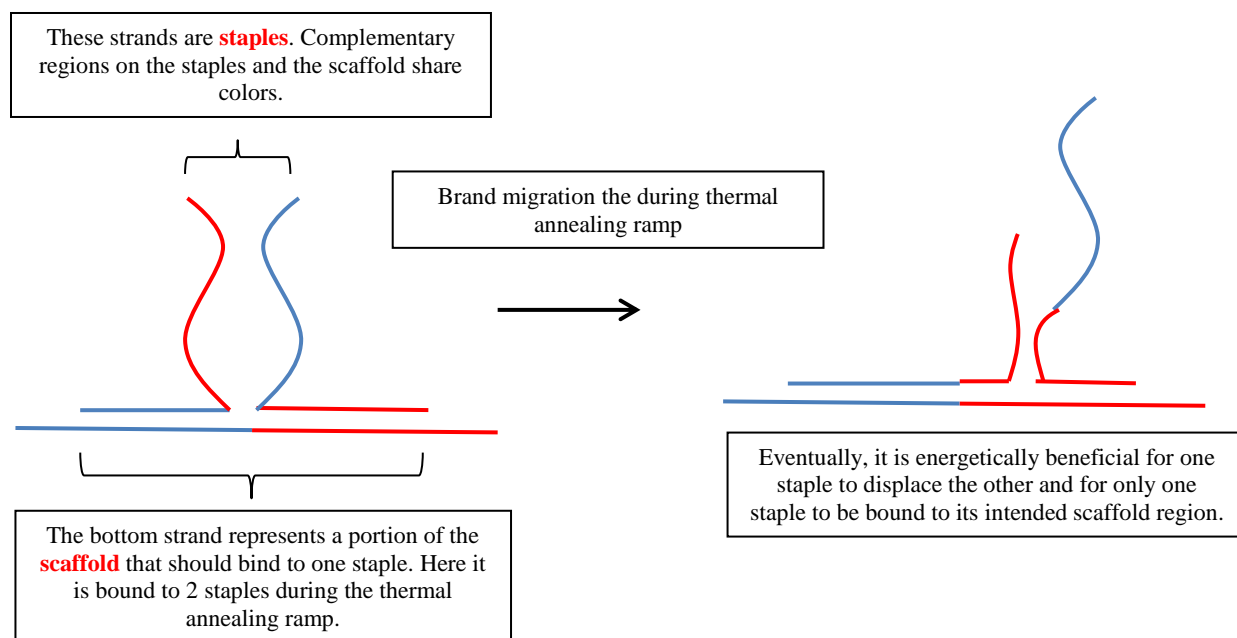 These strands are staples. Complementary
regions on the staples and the scaffold share
colors.
Brand migration the during thermal
annealing ramp
Eventually, it is energetically beneficial for one
staple to displace the other and for only one
staple to be bound to its intended scaffold region.
The bottom strand represents a portion of the
scaffold that should bind to one staple. Here it
is bound to 2 staples during the thermal
annealing ramp.